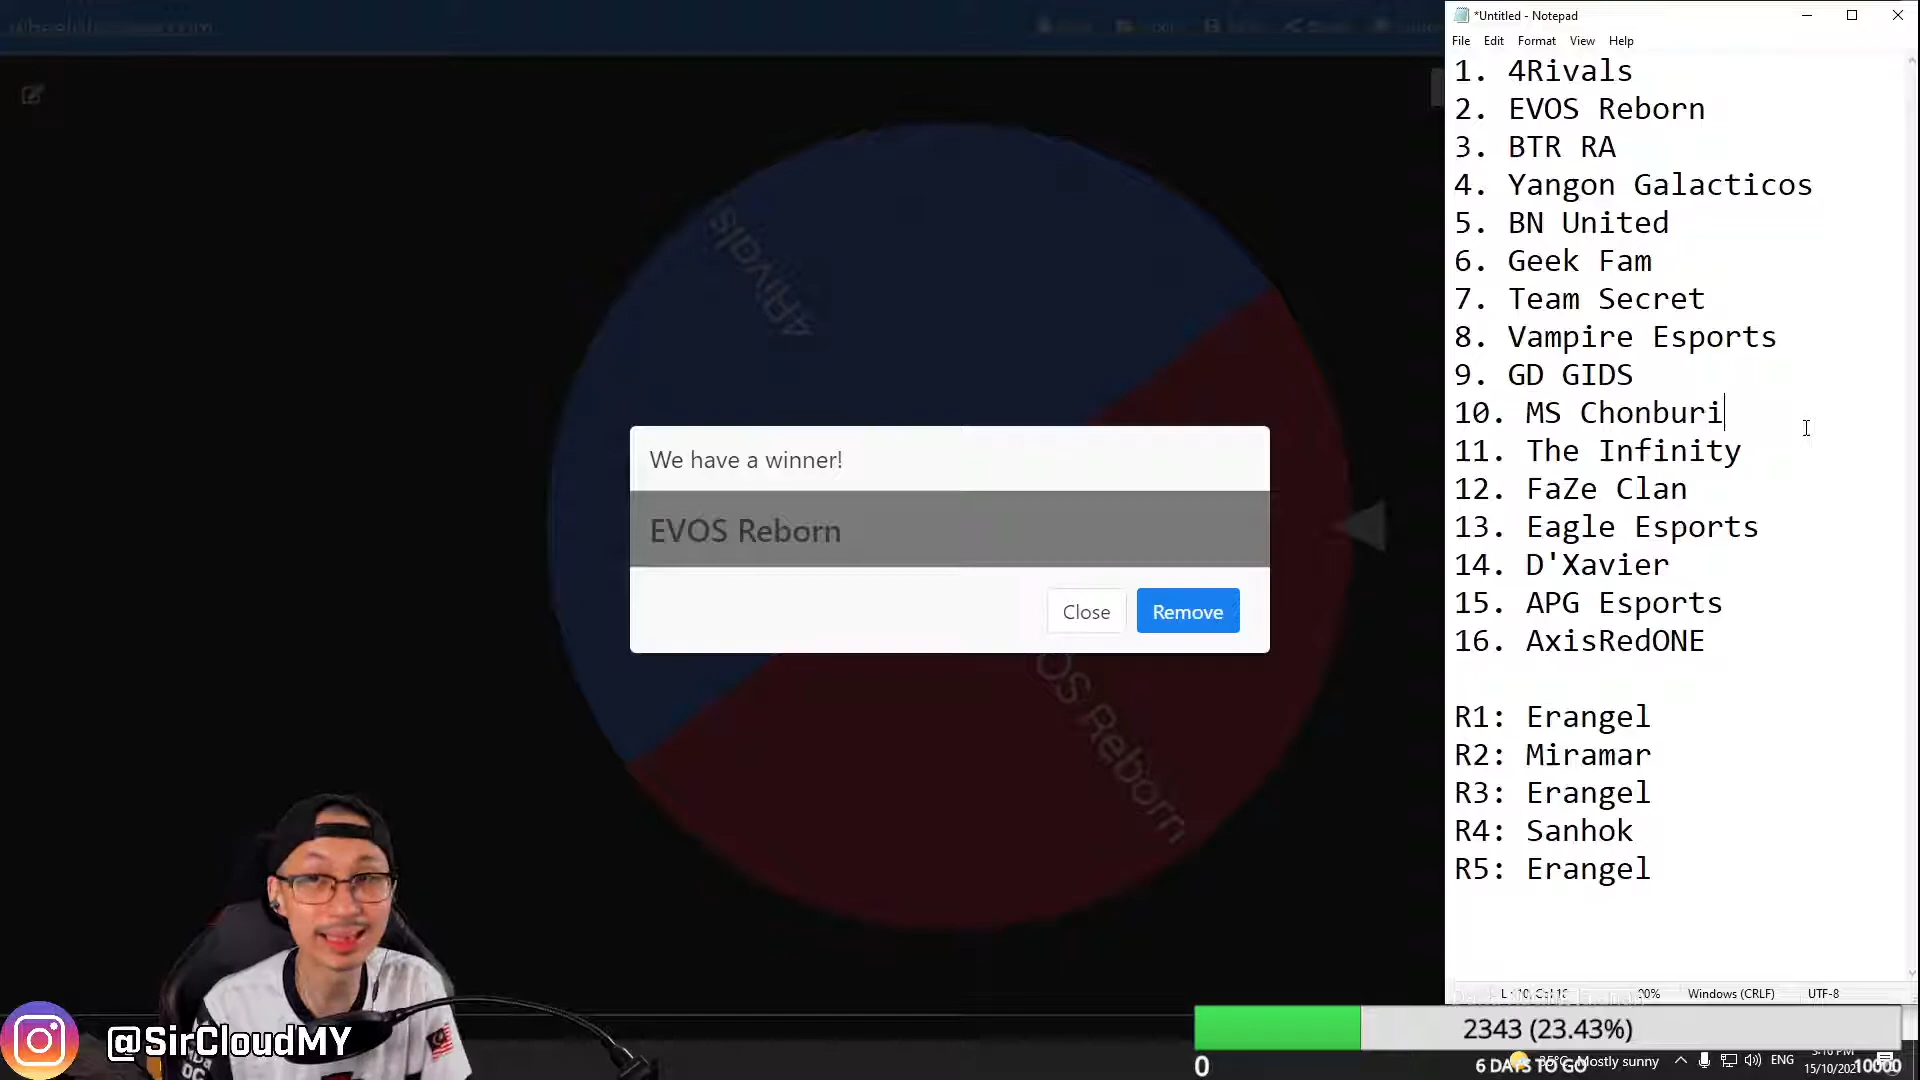 *Untitled - Notepad
File Edit Format View Help
1. 4Rivals
2. EVOS Reborn
3. BTR RA
4. Yangon Galacticos
5. BN United
6. Geek Fam
7. Team Secret
8. Vampire Esports
9. GD GIDS
10. MS Chonburi
11. The Infinity
12. FaZe Clan
13. Eagle Esports
14. D'Xavier
15. APG Esports
16. AxisRedONE
R1: Erangel
R2: Miramar
R3: Erangel
R4: Sanhok
R5: Erangel
4Rivals
We have a winner!
EVOS Reborn
Close Remove
OS Reborn
Windows (CRLF) UTF-8
2343 (23.43%)
0
6 DAYS TO GO
10000
35°C Mostly sunny
ENG
@SirCloudMY